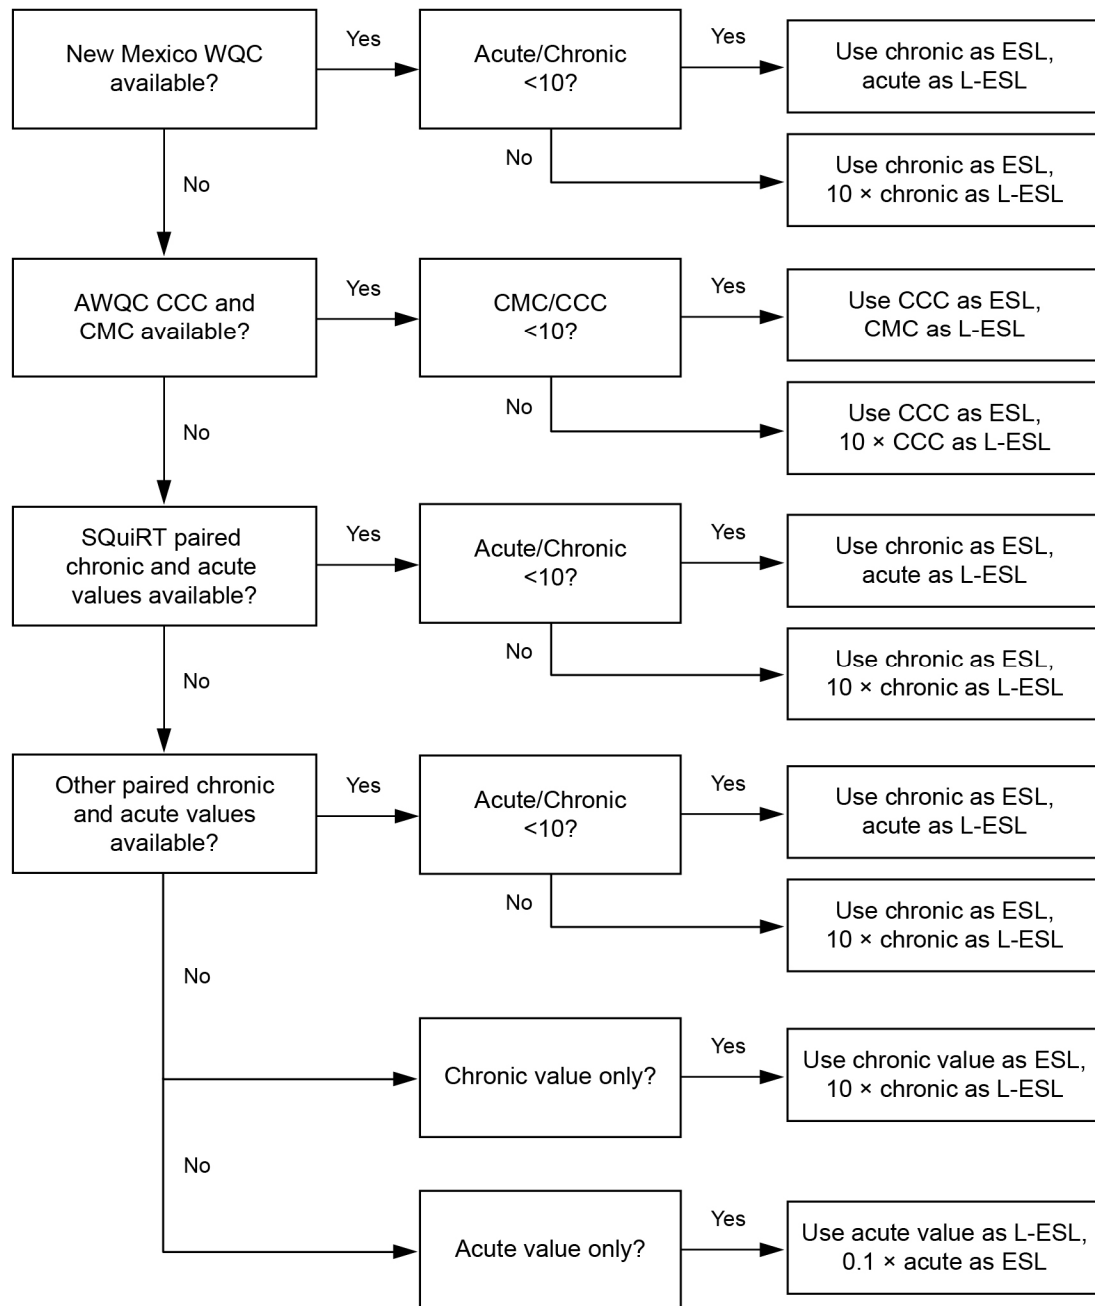 New Mexico WQC
available?
Yes
Acute/Chronic
<10?
Yes
Use chronic as ESL,
acute as L-ESL
No
Use chronic as ESL,
10 × chronic as L-ESL
No
AWQC CCC and
CMC available?
Yes
CMC/CCC
<10?
Yes
Use CCC as ESL,
CMC as L-ESL
No
Use CCC as ESL,
10 × CCC as L-ESL
No
SQuiRT paired
chronic and acute
values available?
Yes
Acute/Chronic
<10?
Yes
Use chronic as ESL,
acute as L-ESL
No
Use chronic as ESL,
10 × chronic as L-ESL
No
Other paired chronic
and acute values
available?
Yes
Acute/Chronic
<10?
Yes
Use chronic as ESL,
acute as L-ESL
No
Use chronic as ESL,
10 × chronic as L-ESL
No
Chronic value only?
Yes
Use chronic value as ESL,
10 × chronic as L-ESL
No
Acute value only?
Yes
Use acute value as L-ESL,
0.1 × acute as ESL